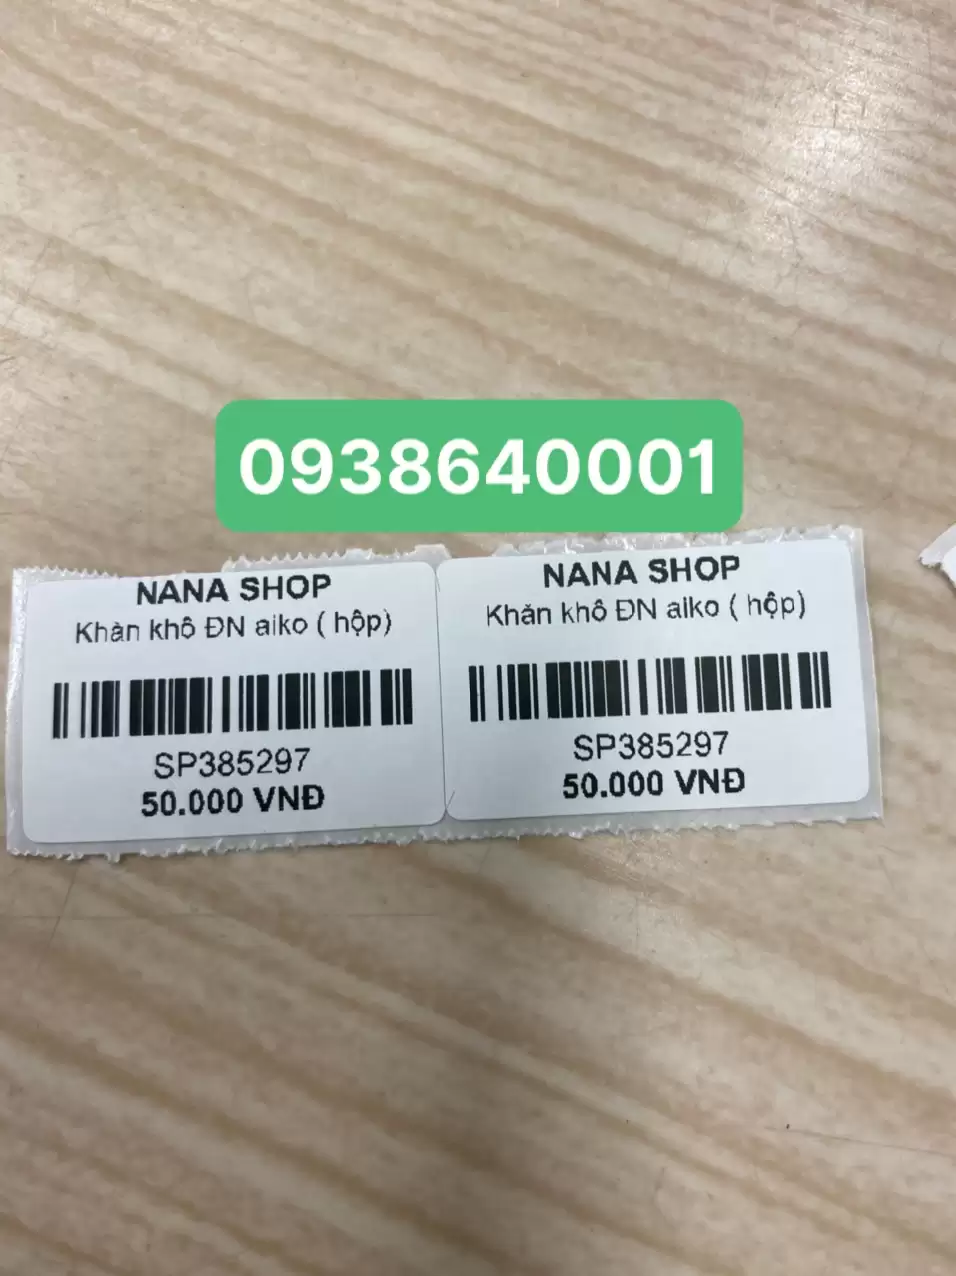 0938640001
NANA SHOP
Khăn khô ĐN aiko ( hộp)
SP385297
50.000 VNĐ
NANA SHOP
Khăn khô ĐN aiko ( hộp)
SP385297
50.000 VNĐ